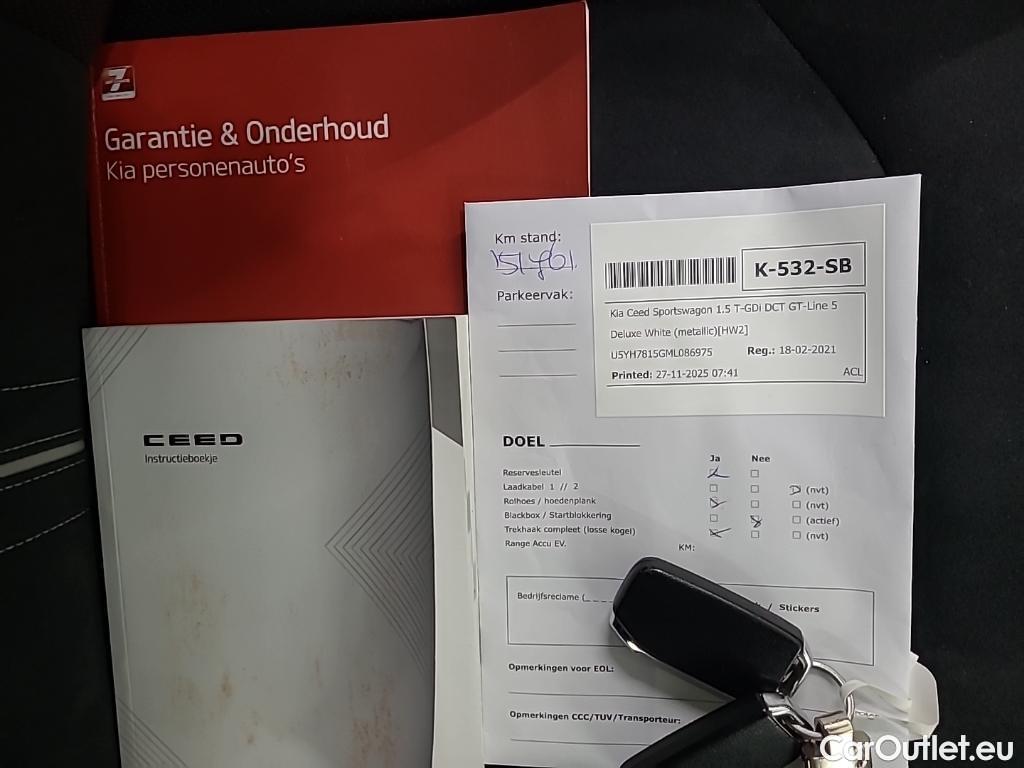 7
Garantie & Onderhoud
Kia personenauto's
CEED
Instructieboekje
Km stand:
Parkeervak:
K-532-SB
Kia Ceed Sportswagon 1.5 T-GDi DCT GT-Line 5
Deluxe White (metallic)[HW2]
U5YH7815GML086975 Reg.: 18-02-2021
Printed: 27-11-2025 07:41 ACL
DOEL
Ja Nee
Reservesleutel
Laadkabel 1 // 2 (nvt)
Rolhoes / hoedenplank (nvt)
Blackbox / Startblokkering (actief)
Trekhaak compleet (losse kogel) (nvt)
Range Accu EV. KM:
Bedrijfsreclame (___ / Stickers
Opmerkingen voor EOL:
Opmerkingen CCC/TUV/Transporteur:
CarOutlet.eu